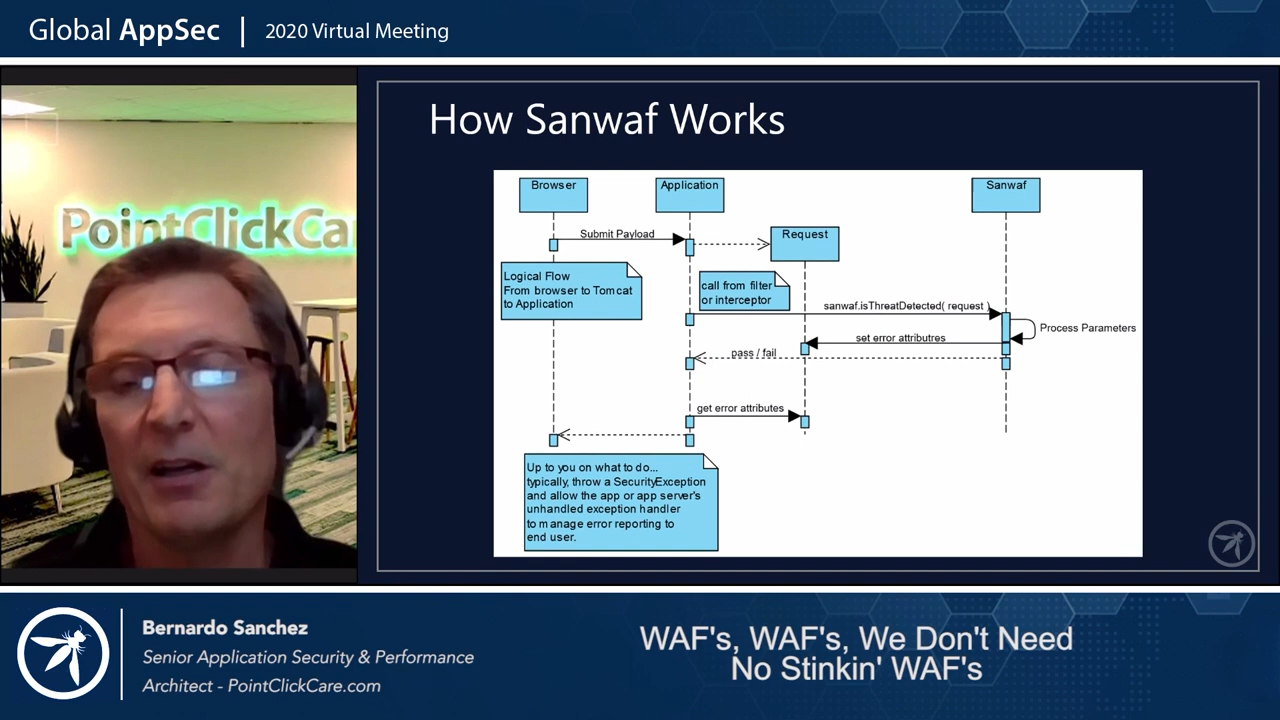 Global AppSec | 2020 Virtual Meeting
PointClickCa
How Sanwaf Works
Browser
Application
Sanwaf
Submit Payload
Request
Logical Flow
From browser to Tomcat
to Application
call from filter
or interceptor
sanwaf.isThreatDetected( request )
Process Parameters
set error attributres
pass / fail
get error attributes
Up to you on what to do...
typically, throw a SecurityException
and allow the app or app server's
unhandled exception handler
to manage error reporting to
end user.
Bernardo Sanchez
Senior Application Security & Performance
Architect - PointClickCare.com
WAF's, WAF's, We Don't Need
No Stinkin' WAF's